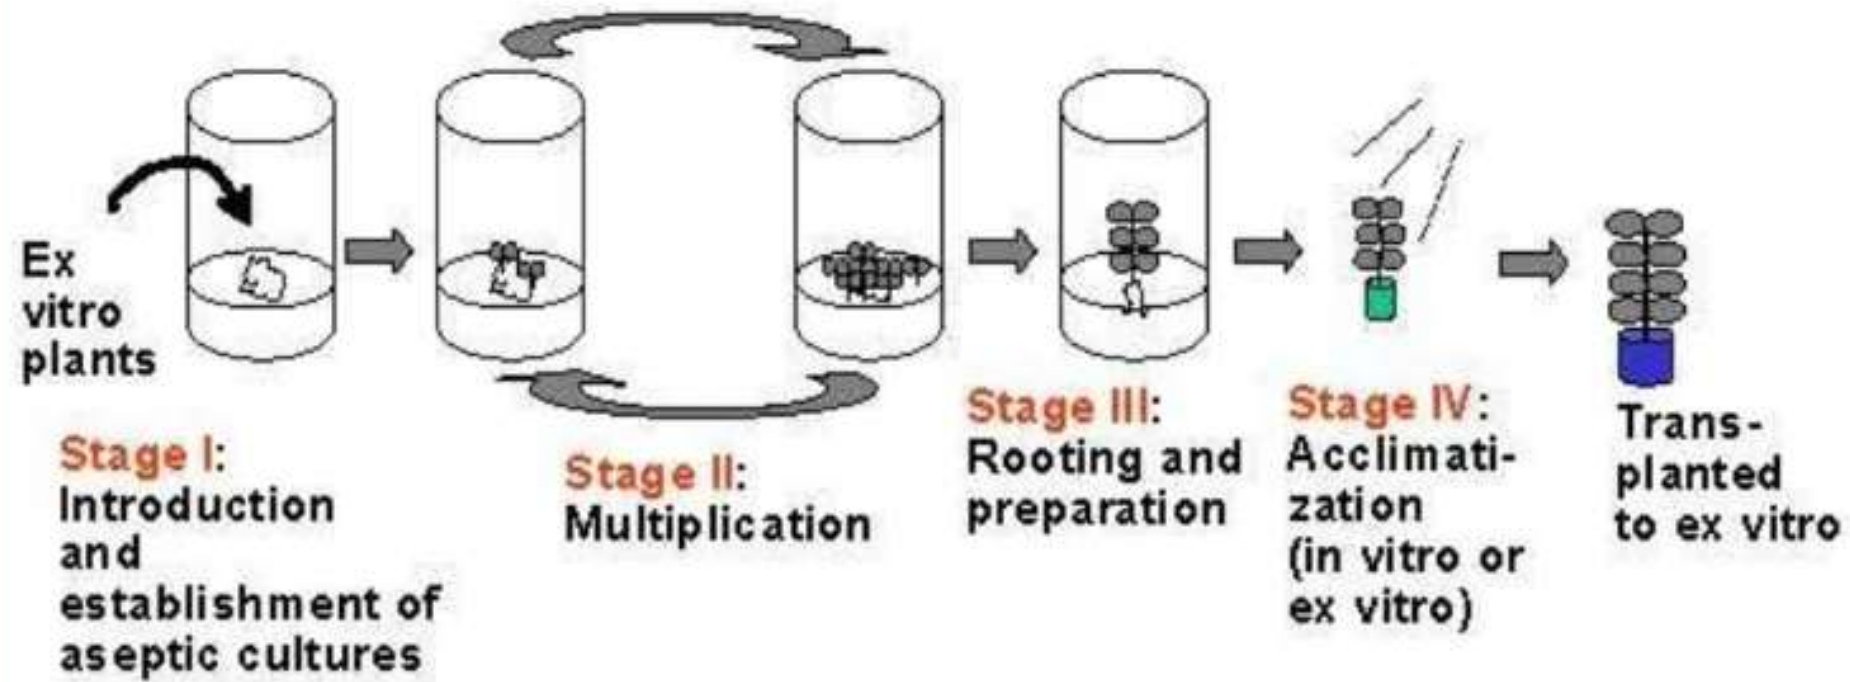 Ex
vitro
plants
Stage I:
Introduction
and
establishment of
aseptic cultures
Stage II:
Multiplication
Stage III:
Rooting and
preparation
Stage IV:
Acclimati-
zation
(in vitro or
ex vitro)
Trans-
planted
to ex vitro